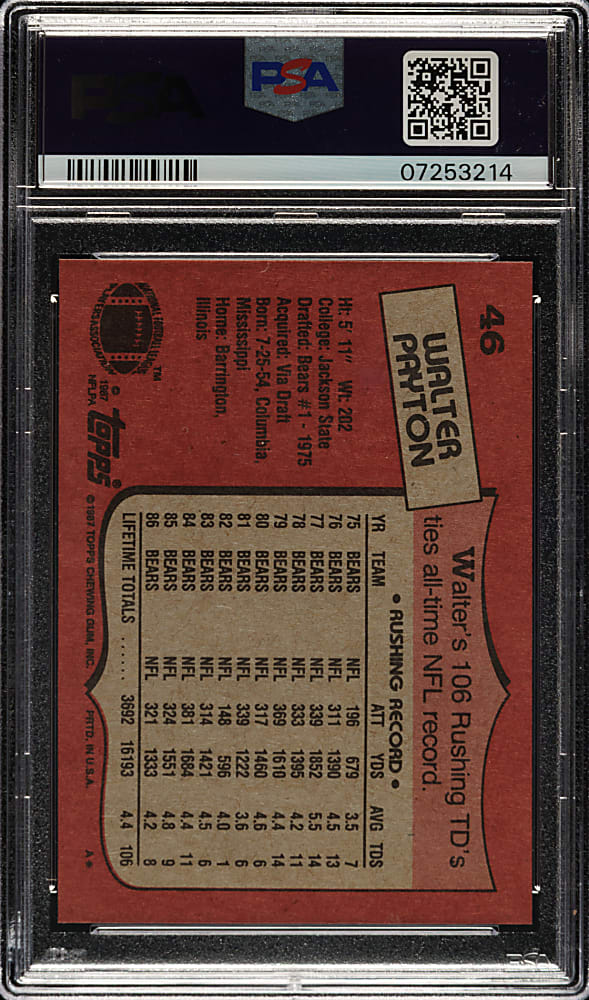 PSA
PSA
07253214
46
WALTER
PAYTON
Ht: 5' 11" Wt: 202
College: Jackson State
Drafted: Bears #1 - 1975
Acquired: Via Draft
Born: 7-25-54, Columbia,
Mississippi
Home: Barrington,
Illinois
NATIONAL FOOTBALL LEAGUE
PLAYERS ASSOCIATION
TM
© 1987
NFLPA
topps
Walter's 106 Rushing TD's
ties all-time NFL record.
• RUSHING RECORD •
YR TEAM ATT YDS AVG TDS
75 BEARS NFL 196 679 3.5 7
76 BEARS NFL 311 1390 4.5 13
77 BEARS NFL 339 1852 5.5 14
78 BEARS NFL 333 1395 4.2 11
79 BEARS NFL 369 1610 4.4 14
80 BEARS NFL 317 1460 4.6 6
81 BEARS NFL 339 1222 3.6 6
82 BEARS NFL 148 596 4.0 1
83 BEARS NFL 314 1421 4.5 6
84 BEARS NFL 381 1684 4.4 11
85 BEARS NFL 324 1551 4.8 9
86 BEARS NFL 321 1333 4.2 8
LIFETIME TOTALS ...... 3692 16193 4.4 106
© 1987 TOPPS CHEWING GUM, INC. PRTD. IN U.S.A. A*
PSA